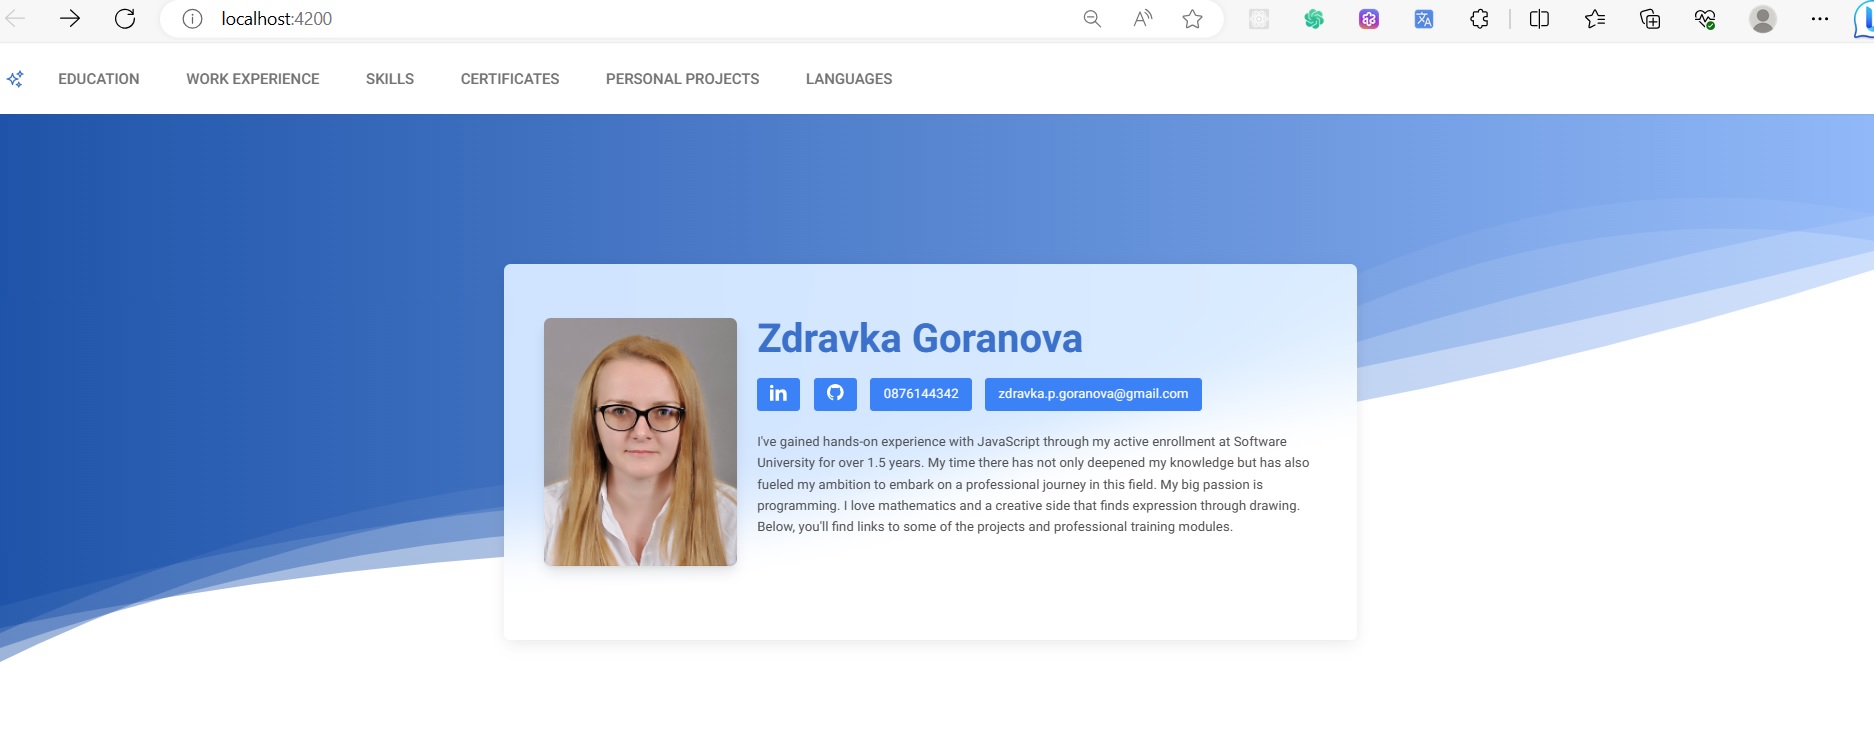 localhost:4200
EDUCATION WORK EXPERIENCE SKILLS CERTIFICATES PERSONAL PROJECTS LANGUAGES
Zdravka Goranova
in 0876144342 zdravka.p.goranova@gmail.com
I've gained hands-on experience with JavaScript through my active enrollment at Software
University for over 1.5 years. My time there has not only deepened my knowledge but has also
fueled my ambition to embark on a professional journey in this field. My big passion is
programming. I love mathematics and a creative side that finds expression through drawing.
Below, you'll find links to some of the projects and professional training modules.